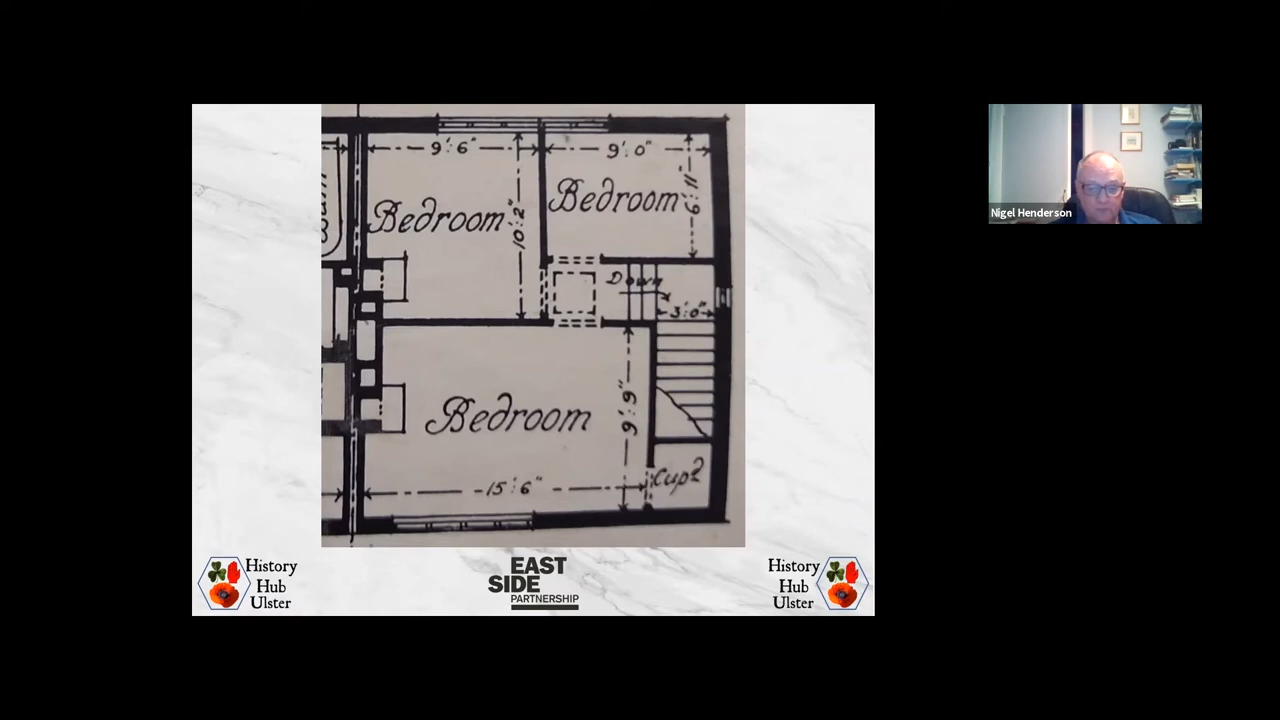 9'.6"
9'.0"
Bedroom
Bedroom
6'.11"
10'.2"
Down
3'.0"
Bedroom
9'.9"
15'.6"
Cupd
Nigel Henderson
History
Hub
Ulster
EAST
SIDE
PARTNERSHIP
History
Hub
Ulster